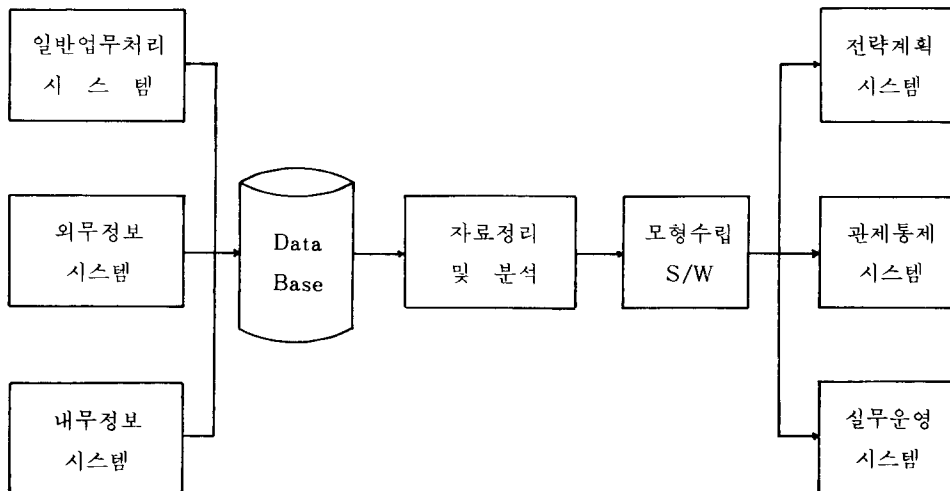 일반업무처리
시 스 템
외무정보
시스템
내무정보
시스템
Data
Base
자료정리
및 분석
모형수립
S/W
전략계획
시스템
관제통제
시스템
실무운영
시스템